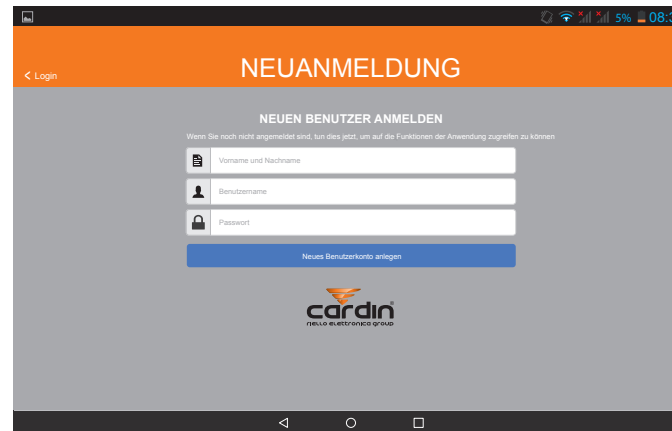 5% 08:3
< Login
NEUANMELDUNG
NEUEN BENUTZER ANMELDEN
Wenn Sie noch nicht angemeldet sind, tun dies jetzt, um auf die Funktionen der Anwendung zugreifen zu können
Vorname und Nachname
Benutzername
Passwort
Neues Benutzerkonto anlegen
cardin
nello elettronica group